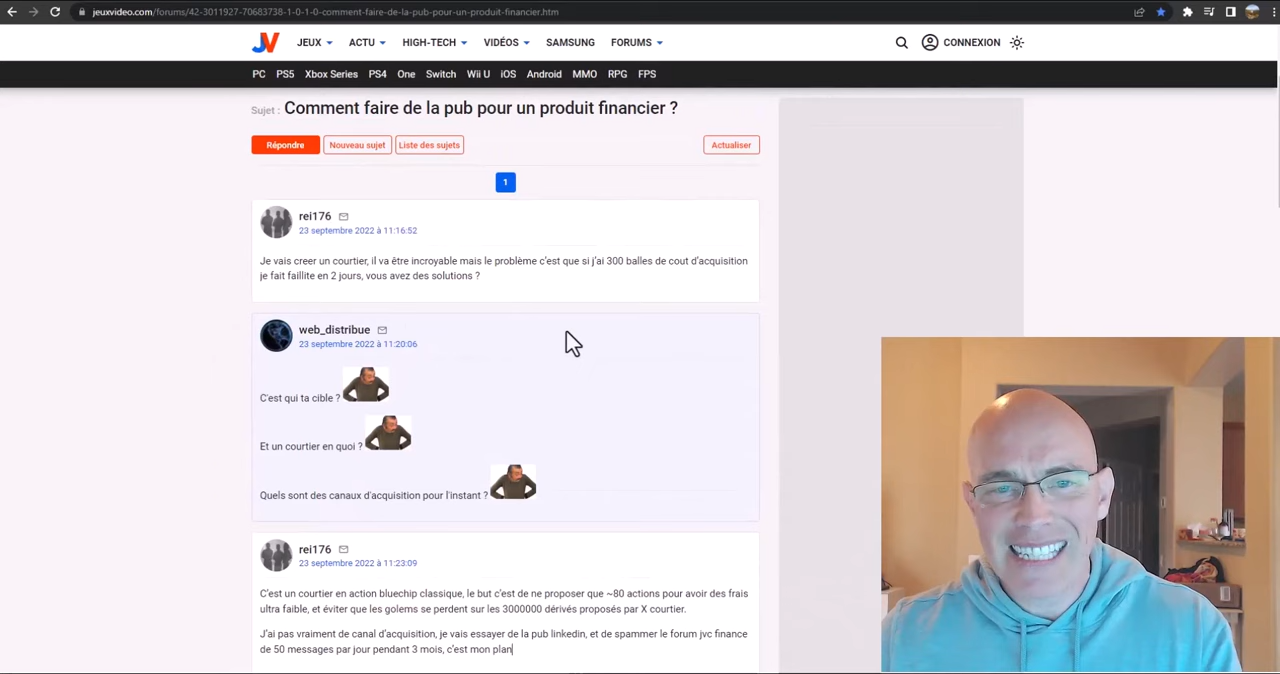 jeuxvideo.com/forums/42-3011927-70683738-1-0-1-0-comment-faire-de-la-pub-pour-un-produit-financier.htm
JV JEUX ACTU HIGH-TECH VIDÉOS SAMSUNG FORUMS CONNEXION
PC PS5 Xbox Series PS4 One Switch Wii U iOS Android MMO RPG FPS
Sujet : Comment faire de la pub pour un produit financier ?
Répondre Nouveau sujet Liste des sujets Actualiser
1
rei176
23 septembre 2022 à 11:16:52
Je vais creer un courtier, il va être incroyable mais le problème c'est que si j'ai 300 balles de cout d'acquisition
je fait faillite en 2 jours, vous avez des solutions ?
web_distribue
23 septembre 2022 à 11:20:06
C'est qui ta cible ?
Et un courtier en quoi ?
Quels sont des canaux d'acquisition pour l'instant ?
rei176
23 septembre 2022 à 11:23:09
C'est un courtier en action bluechip classique, le but c'est de ne proposer que ~80 actions pour avoir des frais
ultra faible, et éviter que les golems se perdent sur les 3000000 dérivés proposés par X courtier.
J'ai pas vraiment de canal d'acquisition, je vais essayer de la pub linkedin, et de spammer le forum jvc finance
de 50 messages par jour pendant 3 mois, c'est mon plan